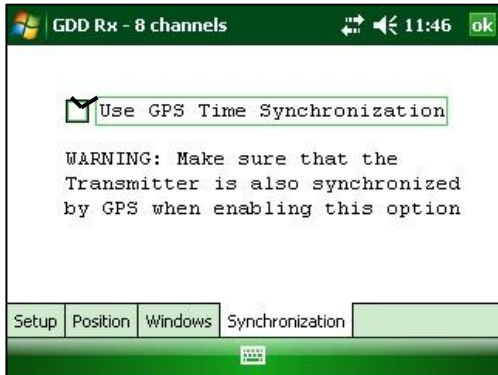 GDD Rx - 8 channels 11:46 ok
Use GPS Time Synchronization
WARNING: Make sure that the
Transmitter is also synchronized
by GPS when enabling this option
Setup Position Windows Synchronization